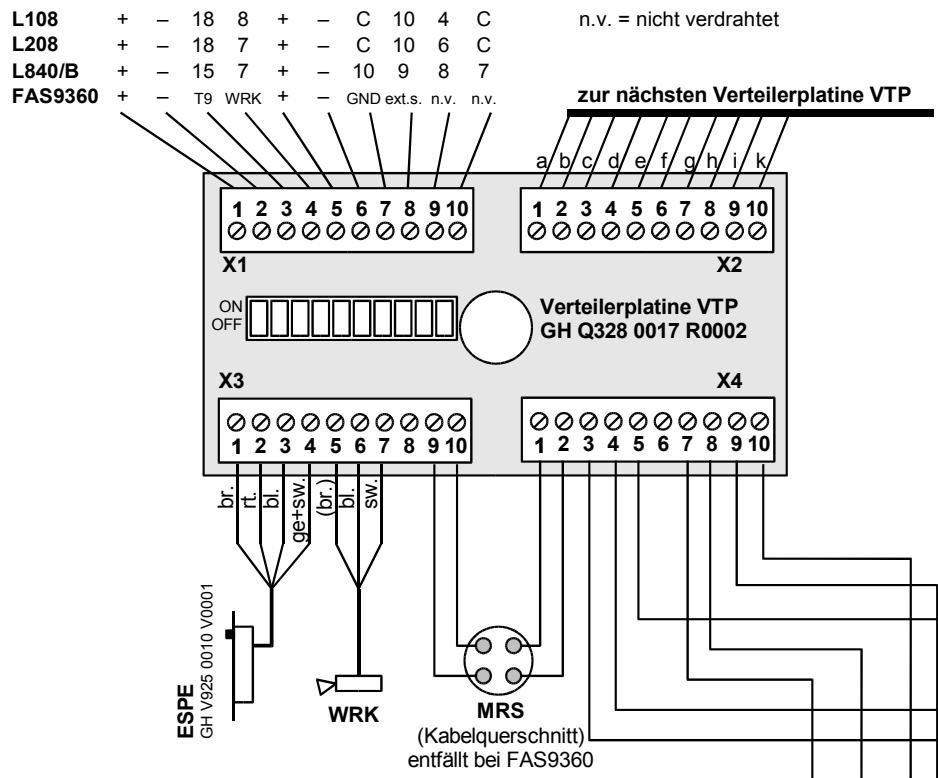 L108 + – 18 8 + – C 10 4 C
n.v. = nicht verdrahtet
L208 + – 18 7 + – C 10 6 C
L840/B + – 15 7 + – 10 9 8 7
FAS9360 + – T9 WRK + – GND ext.s. n.v. n.v.
zur nächsten Verteilerplatine VTP
a b c d e f g h i k
1 2 3 4 5 6 7 8 9 10
1 2 3 4 5 6 7 8 9 10
X1
X2
ON
OFF
Verteilerplatine VTP
GH Q328 0017 R0002
X3
X4
1 2 3 4 5 6 7 8 9 10
1 2 3 4 5 6 7 8 9 10
br.
rt.
bl.
ge+sw.
(br.)
bl.
sw.
ESPE
GH V925 0010 V0001
WRK
MRS
(Kabelquerschnitt)
entfällt bei FAS9360